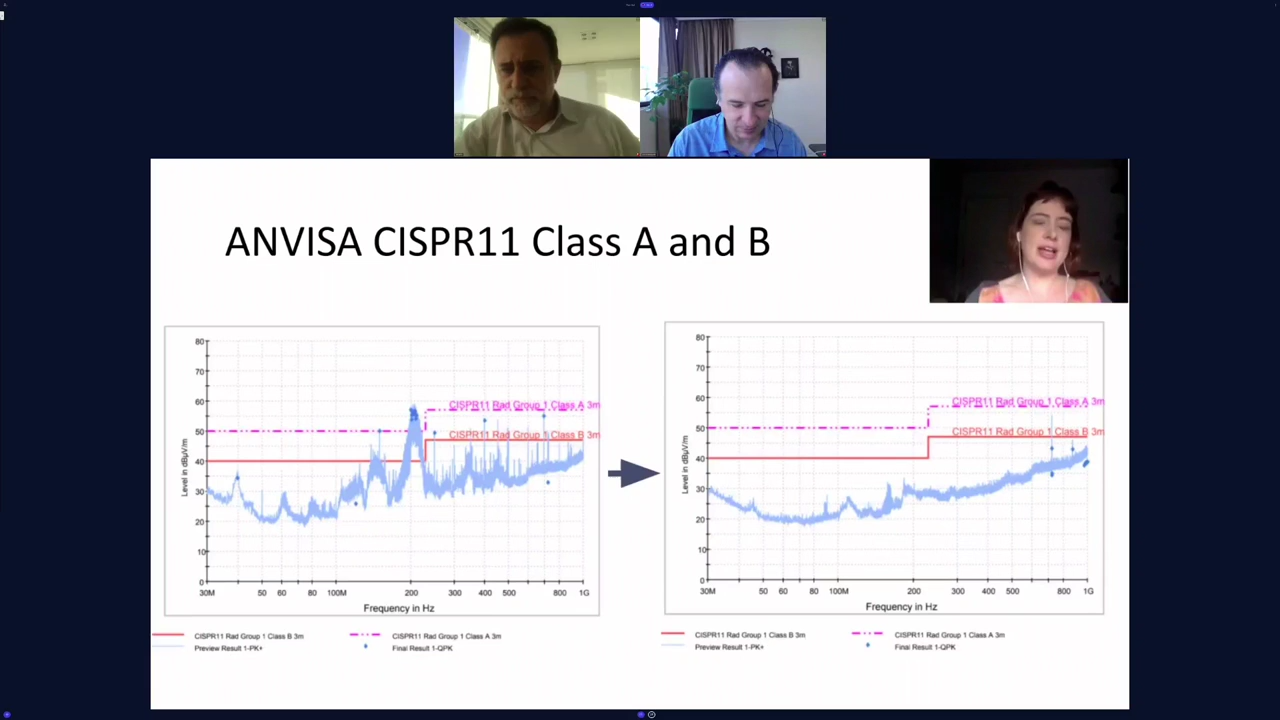 ANVISA CISPR11 Class A and B
80
70
60
50
40
30
20
10
0
Level in dBµV/m
CISPR11 Rad Group 1 Class A 3m
CISPR11 Rad Group 1 Class B 3m
30M 50 60 80 100M 200 300 400 500 800 1G
Frequency in Hz
CISPR11 Rad Group 1 Class B 3m
CISPR11 Rad Group 1 Class A 3m
Preview Result 1-PK+
Final Result 1-QPK
80
70
60
50
40
30
20
10
0
Level in dBµV/m
CISPR11 Rad Group 1 Class A 3m
CISPR11 Rad Group 1 Class B 3m
30M 50 60 80 100M 200 300 400 500 800 1G
Frequency in Hz
CISPR11 Rad Group 1 Class B 3m
CISPR11 Rad Group 1 Class A 3m
Preview Result 1-PK+
Final Result 1-QPK